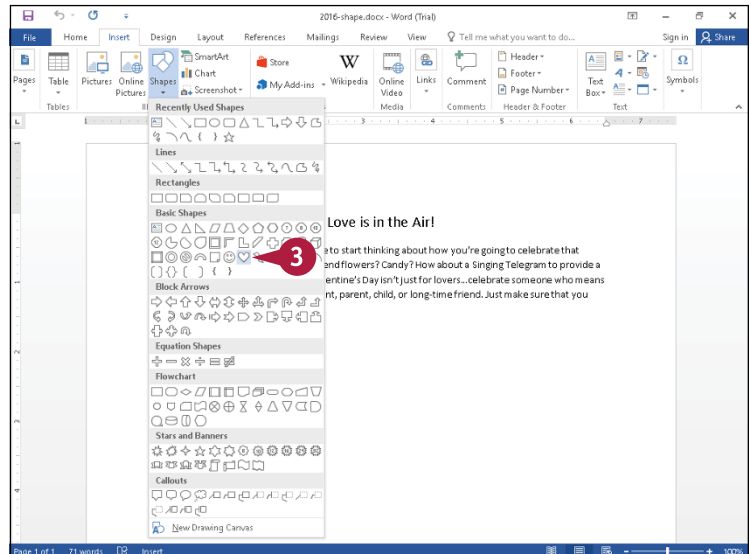 2016-shape.docx - Word (Trial)
File Home Insert Design Layout References Mailings Review View Tell me what you want to do... Sign in Share
Pages Table Pictures Online Pictures Shapes SmartArt Chart Screenshot Store My Add-ins Wikipedia Online Video Links Comment Header Footer Page Number Text Box Symbols
Tables Media Comments Header & Footer Text
Recently Used Shapes
Lines
Rectangles
Basic Shapes
Love is in the Air!
e to start thinking about how you're going to celebrate that
end flowers? Candy? How about a Singing Telegram to provide a
3
entine's Day isn't just for lovers...celebrate someone who means
nt, parent, child, or long-time friend. Just make sure that you
Block Arrows
Equation Shapes
Flowchart
Stars and Banners
Callouts
New Drawing Canvas
Page 1 of 1 71 words Insert 100%